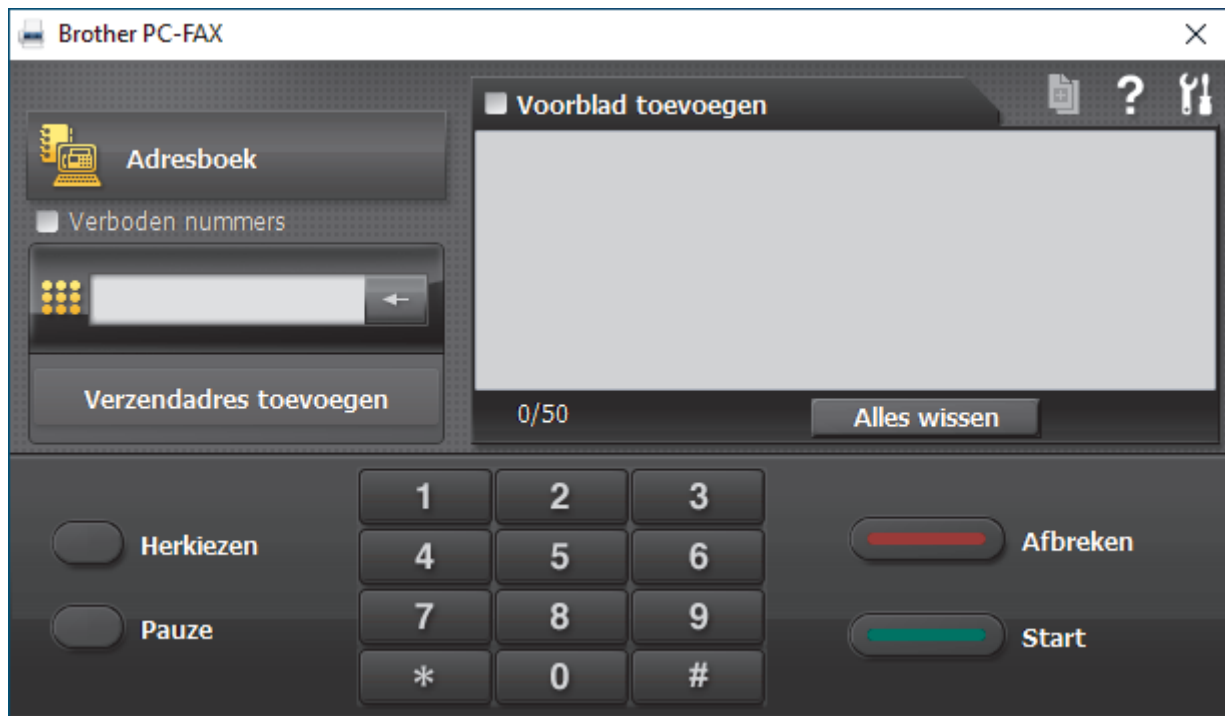 Brother PC-FAX
Voorblad toevoegen
?
Adresboek
Verboden nummers
Verzendadres toevoegen
0/50
Alles wissen
1 2 3
Herkiezen
4 5 6
Afbreken
Pauze
7 8 9
Start
* 0 #